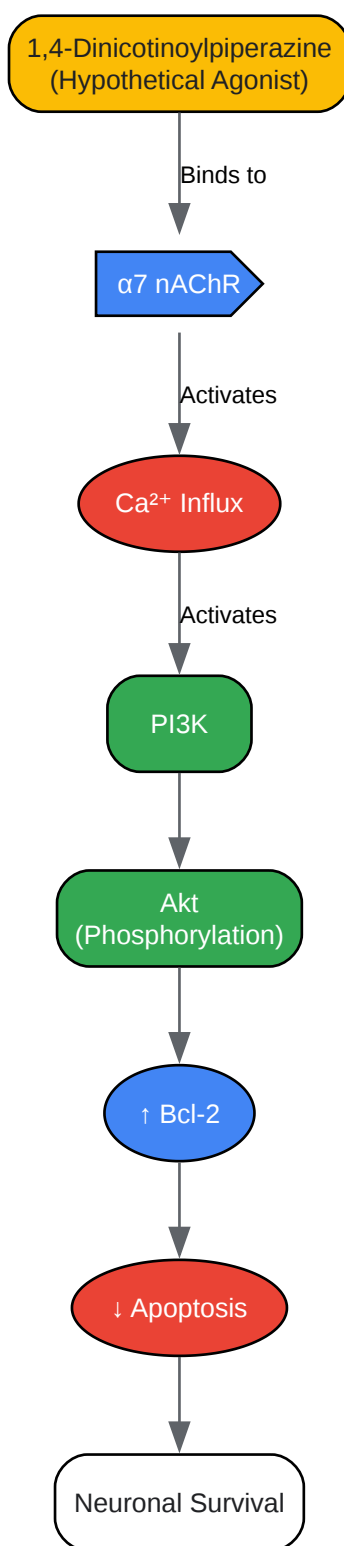 1,4-Dinicotinoylpiperazine
(Hypothetical Agonist)
Binds to
α7 nAChR
Activates
Ca²⁺ Influx
Activates
PI3K
Akt
(Phosphorylation)
↑ Bcl-2
↓ Apoptosis
Neuronal Survival